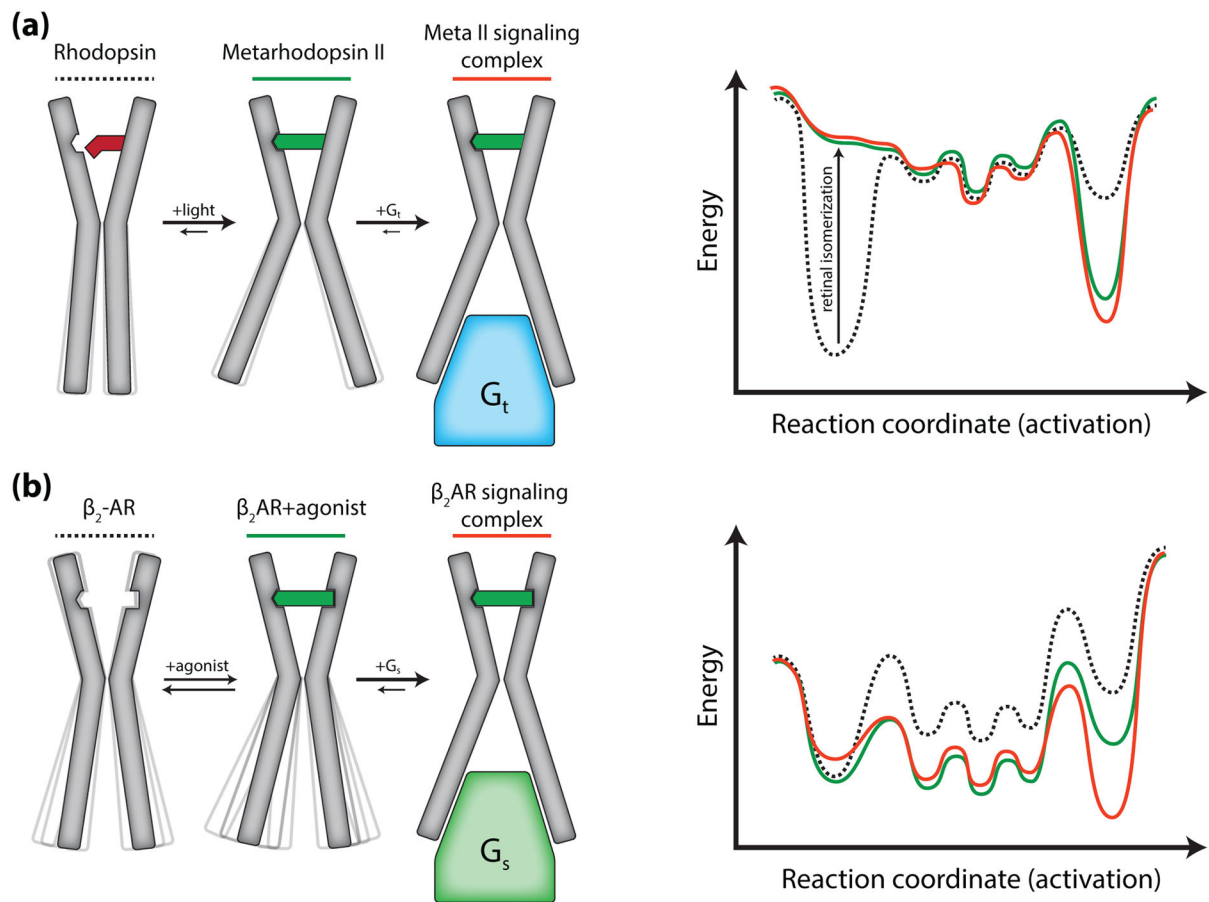 (a)
Rhodopsin
Metarhodopsin II
Meta II signaling
complex
+light
+Gₜ
Gₜ
Energy
retinal isomerization
Reaction coordinate (activation)
(b)
β₂-AR
β₂AR+agonist
β₂AR signaling
complex
+agonist
+Gₛ
Gₛ
Energy
Reaction coordinate (activation)